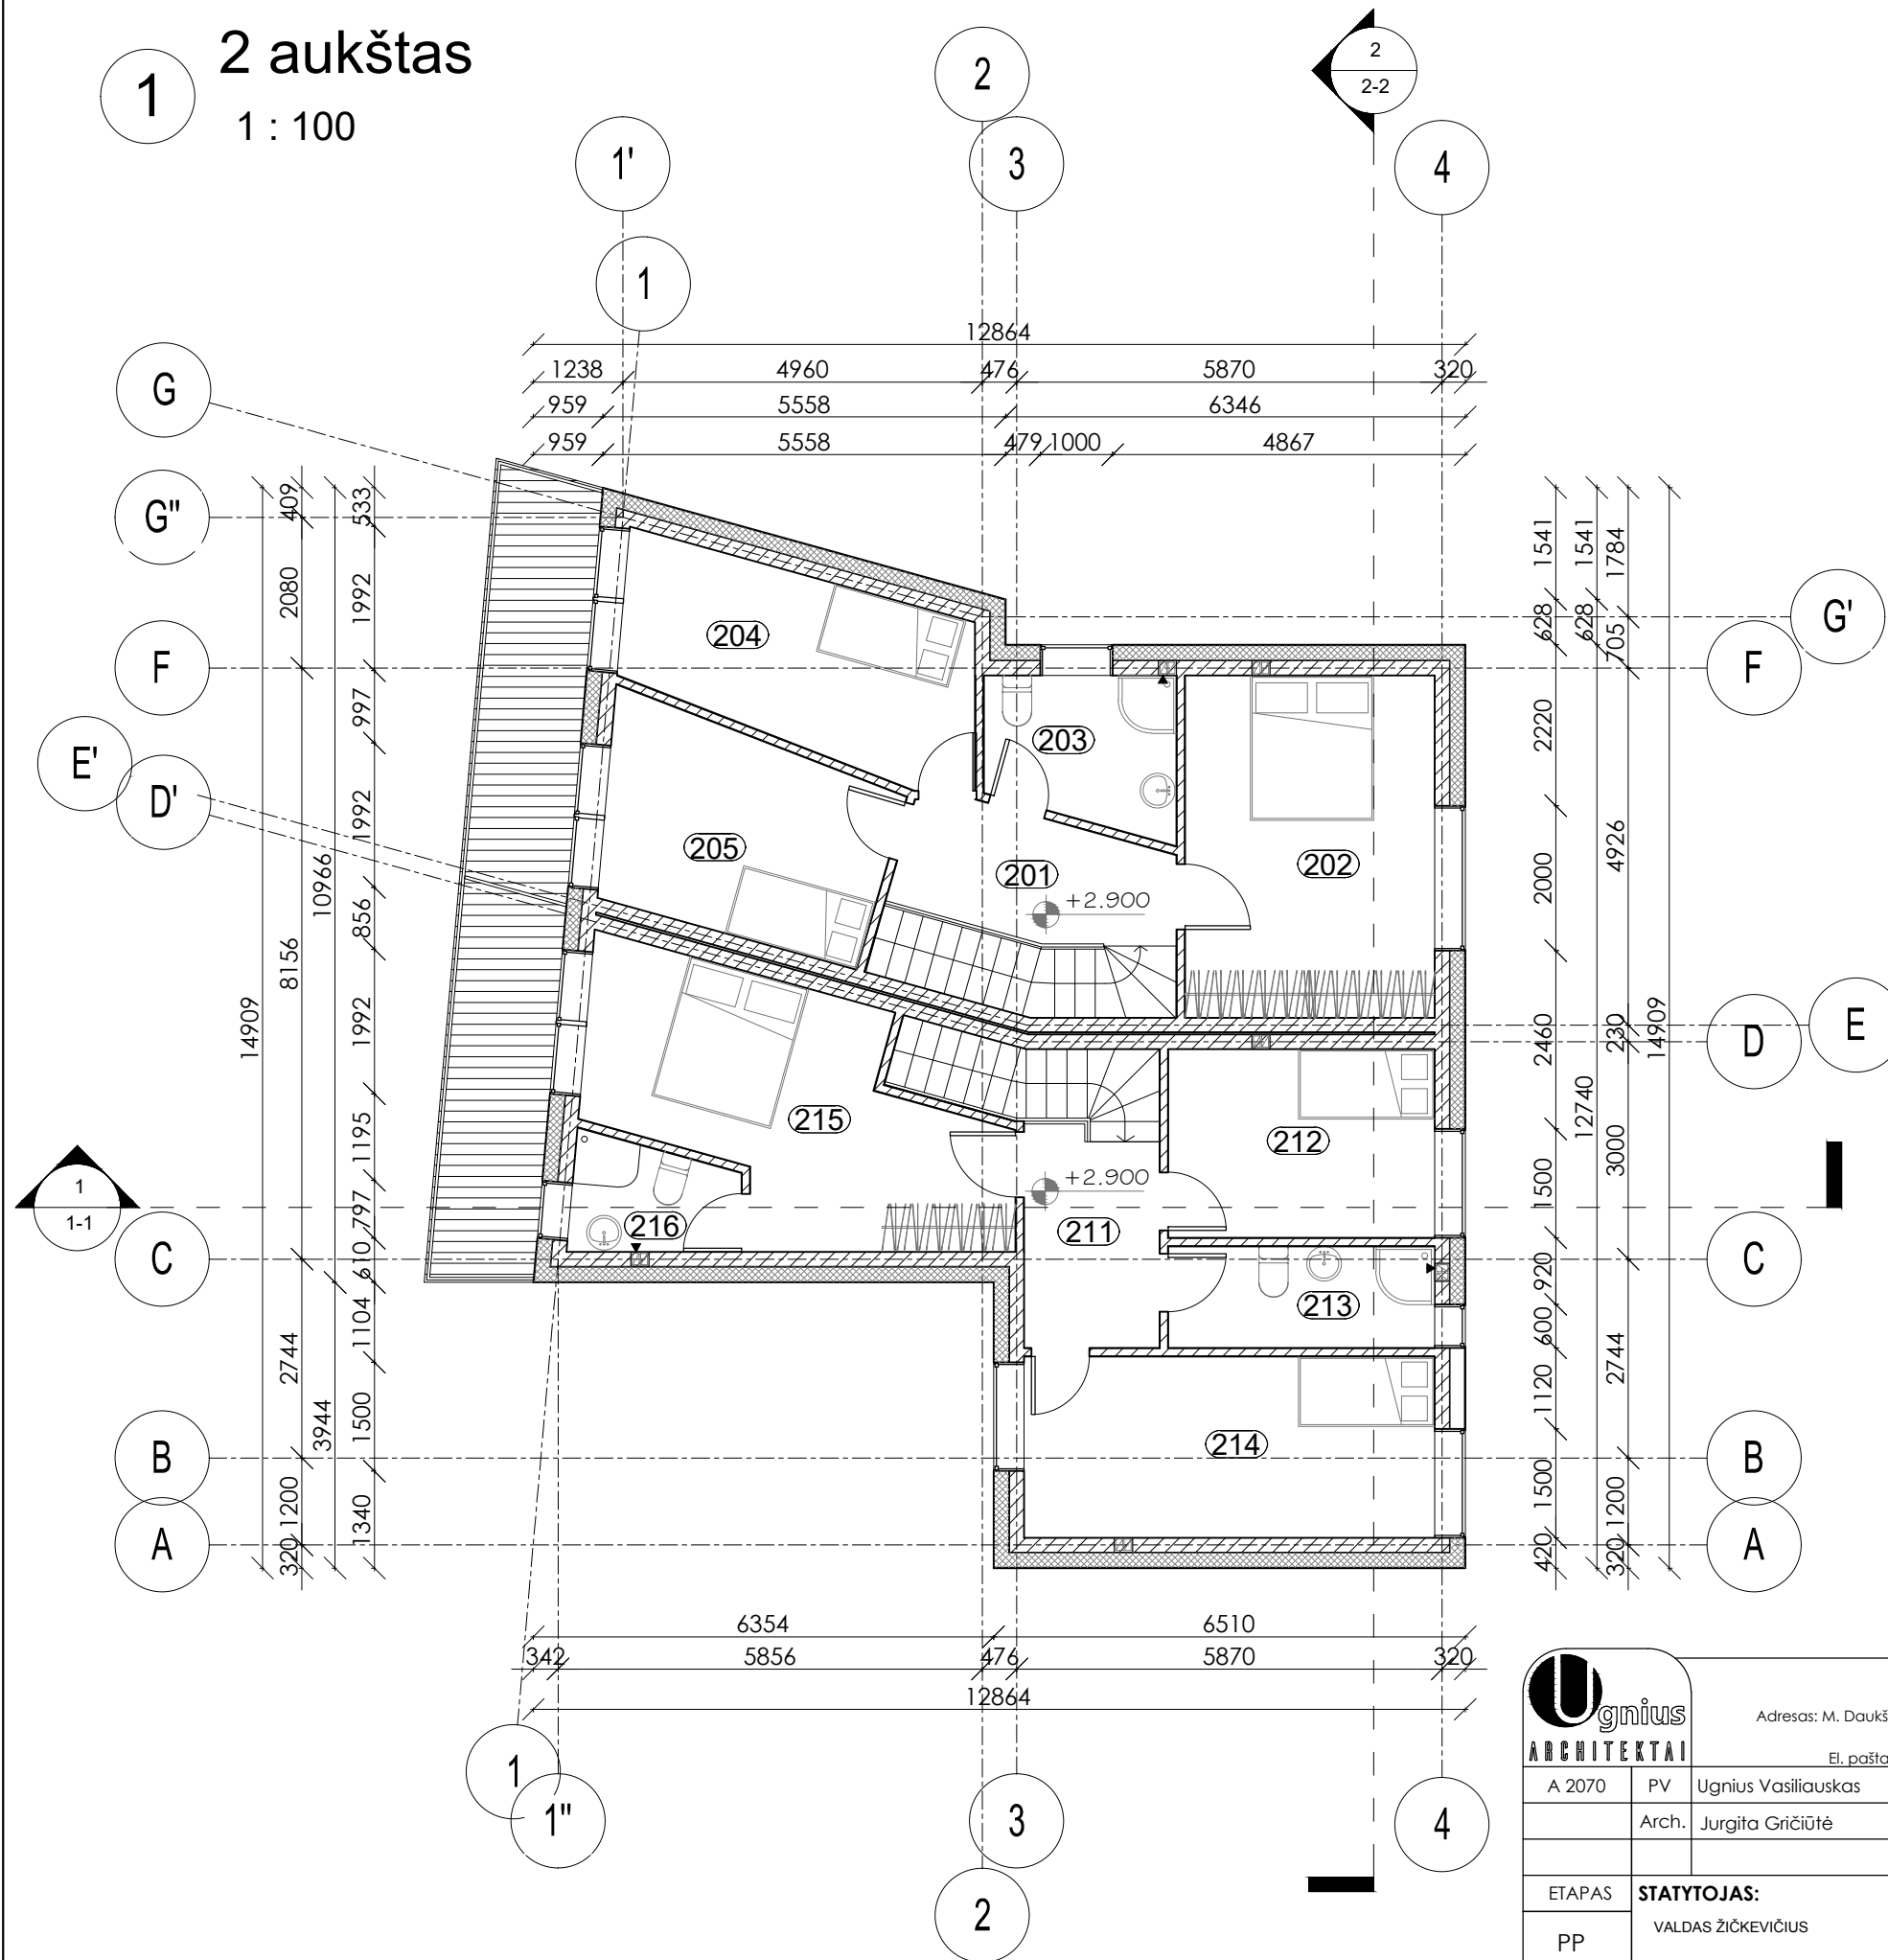 1
2 aukštas
1 : 100
2
2
2-2
1'
3
4
1
12864
1238 4960 476 5870 320
959 5558 6346
959 5558 479 1000 4867
G
G"
F
E'
D'
C
B
A
G'
F
E
D
C
B
A
14909
409 2080 8156 2744 1200 320
10966 3944
533 1992 997 1992 856 1992 1195 797 610 1104 1500 1340
1541 628 2220 2000 2460 1500 920 600 1120 1500 420
1541 628 12740
1784 705 4926 230 3000 2744 1200 320
14909
204
203
205
201
202
+2.900
215
212
+2.900
216
211
213
214
1
1-1
6354 6510
342 5856 476 5870 320
12864
1
1"
3
4
2
Ugnius
ARCHITEKTAI
Adresas: M. Daukš
El. pašta
A 2070 PV Ugnius Vasiliauskas
Arch. Jurgita Gričiūtė
ETAPAS STATYTOJAS:
PP VALDAS ŽIČKEVIČIUS